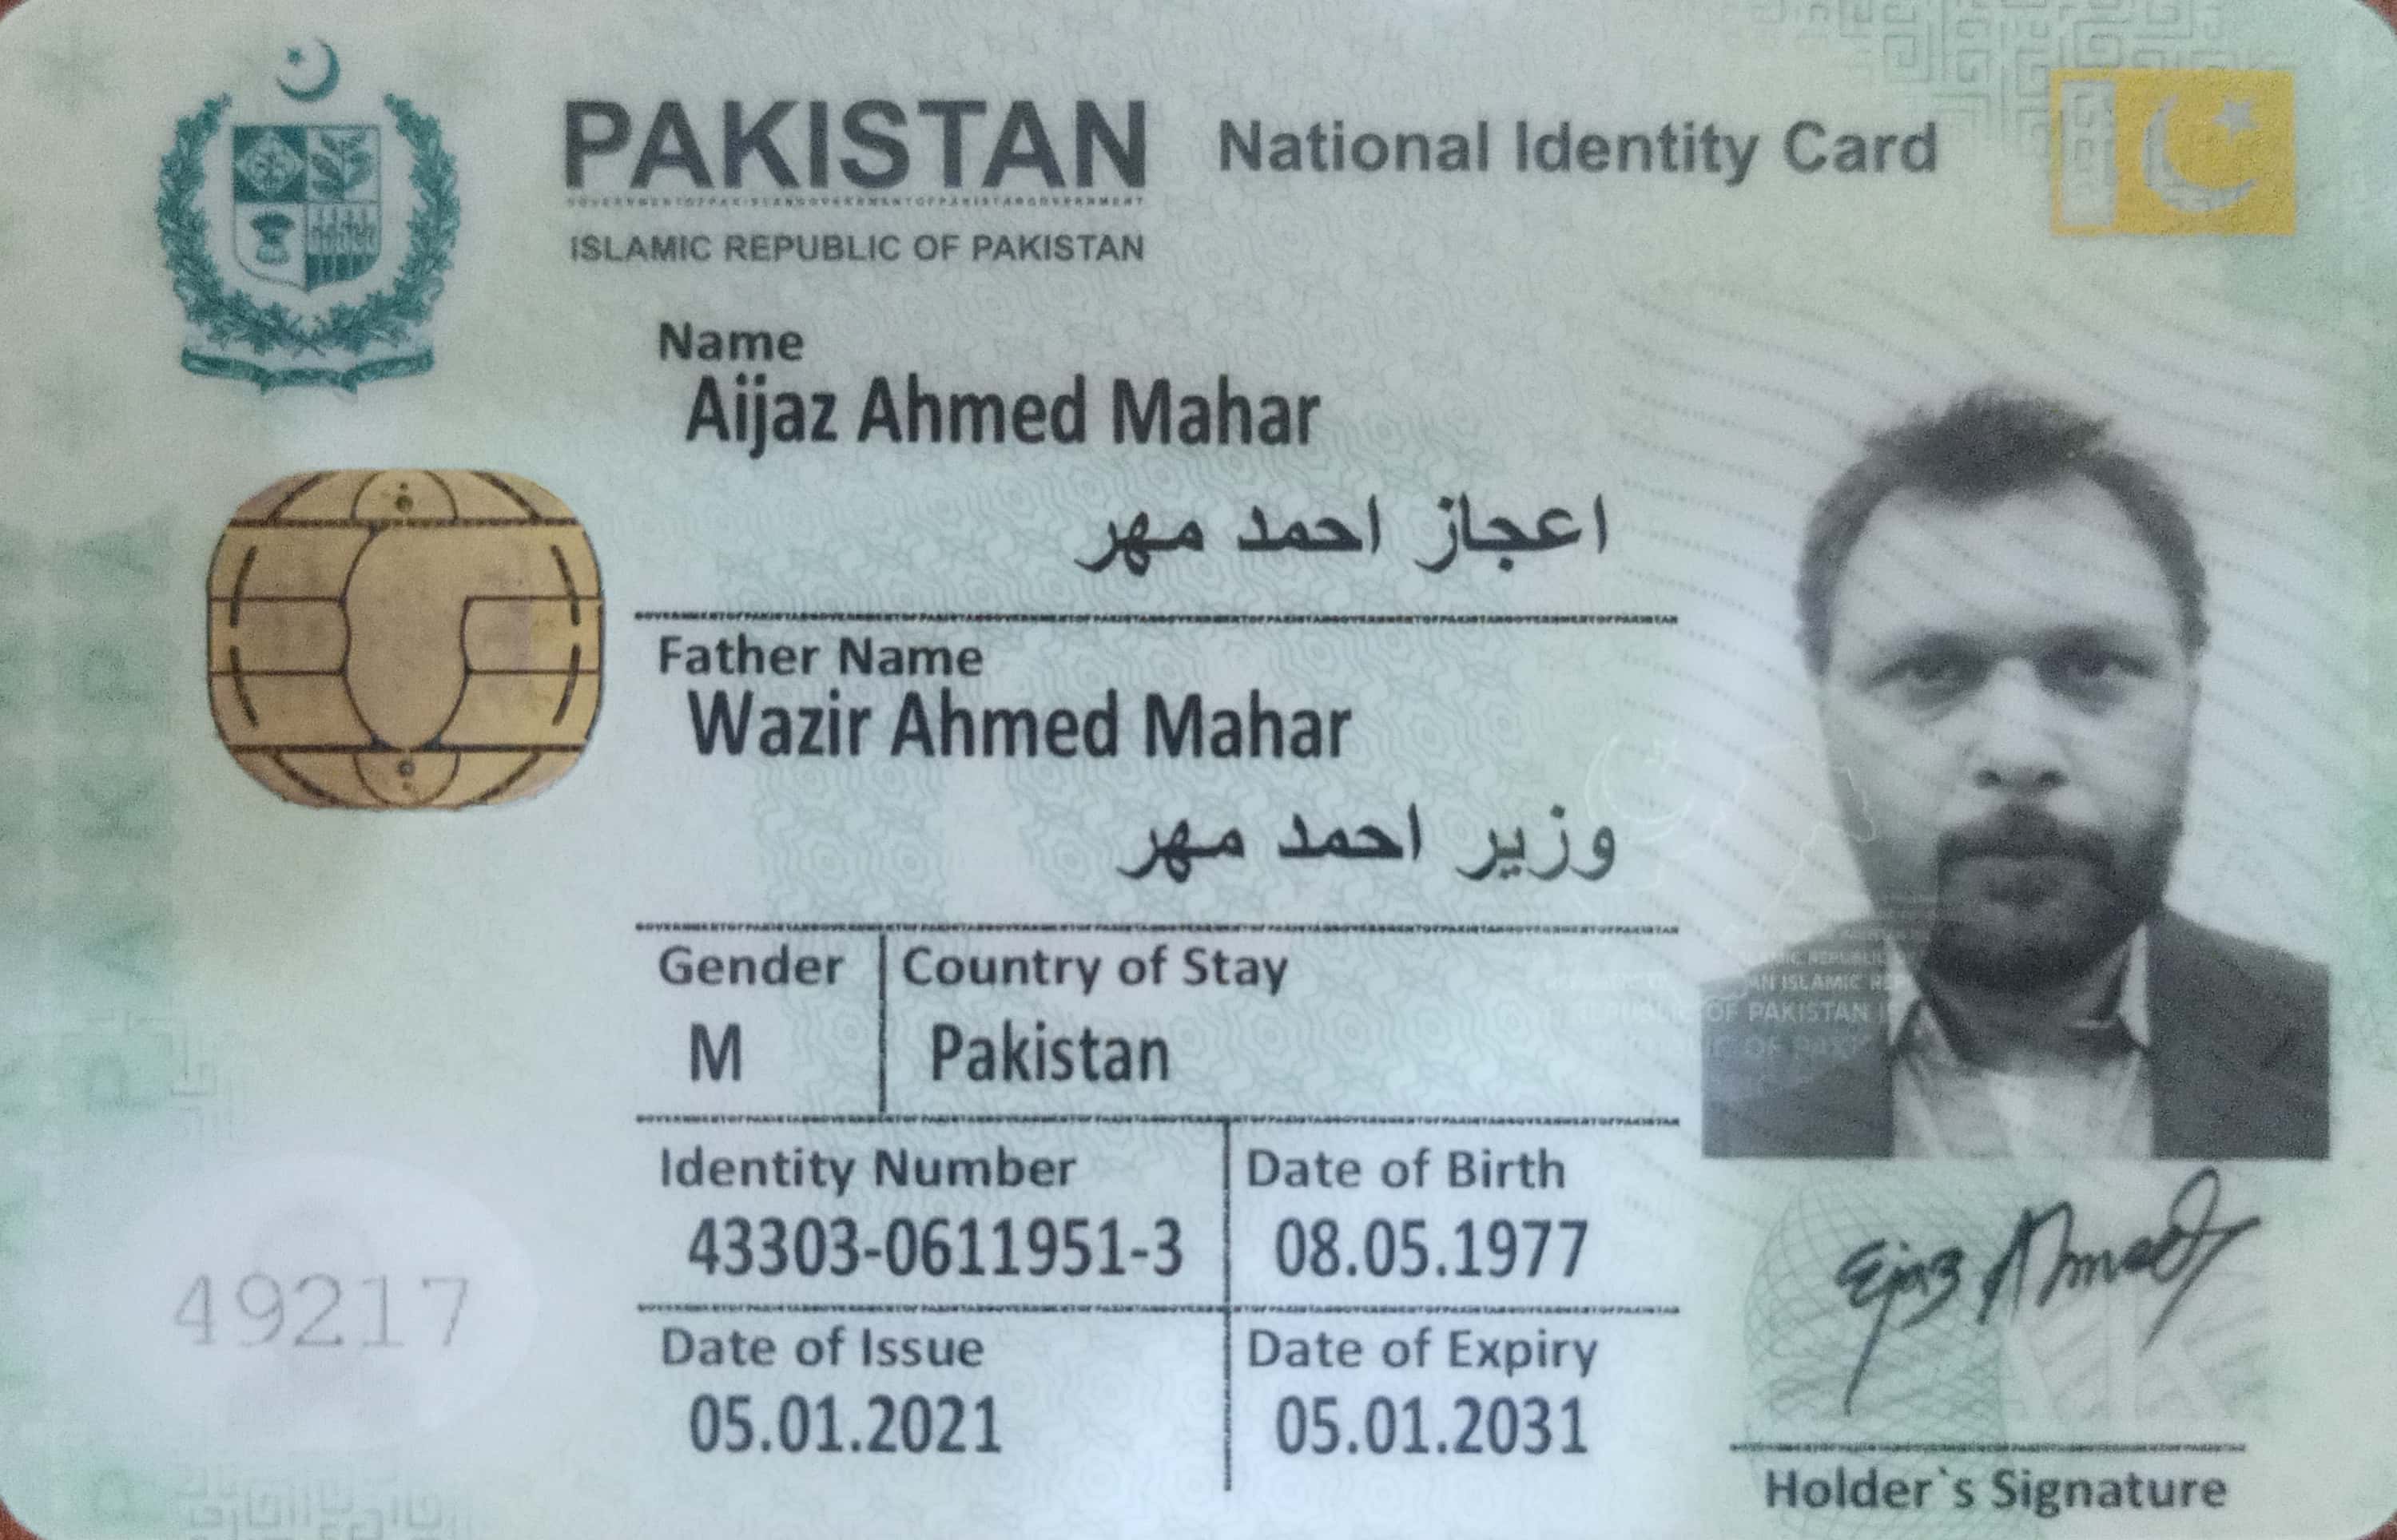 PAKISTAN National Identity Card
ISLAMIC REPUBLIC OF PAKISTAN
Name
Aijaz Ahmed Mahar
اعجاز احمد مهر
Father Name
Wazir Ahmed Mahar
وزیر احمد مهر
Gender Country of Stay
M Pakistan
Identity Number Date of Birth
43303-0611951-3 08.05.1977
Date of Issue Date of Expiry
05.01.2021 05.01.2031
49217
Ejaz Ahmed
Holder`s Signature